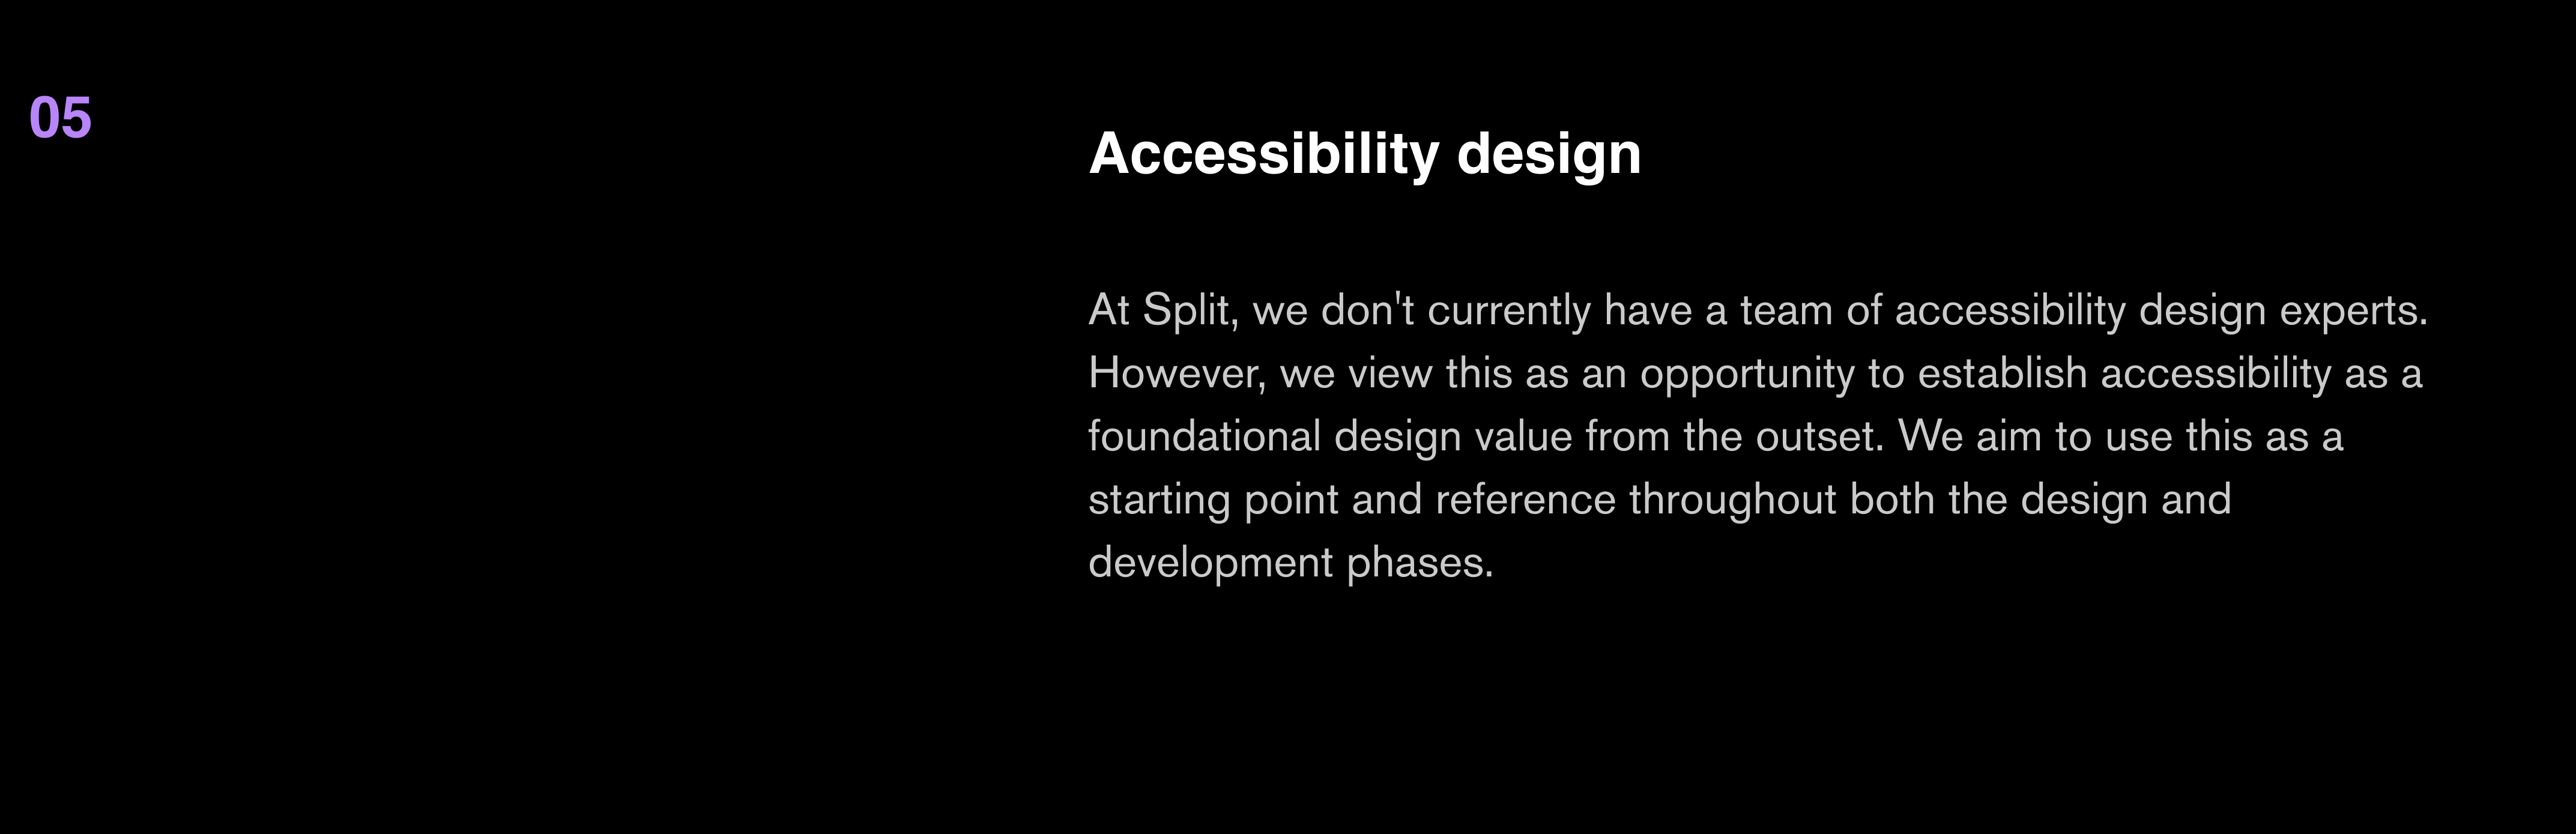 05
Accessibility design
At Split, we don't currently have a team of accessibility design experts.
However, we view this as an opportunity to establish accessibility as a
foundational design value from the outset. We aim to use this as a
starting point and reference throughout both the design and
development phases.